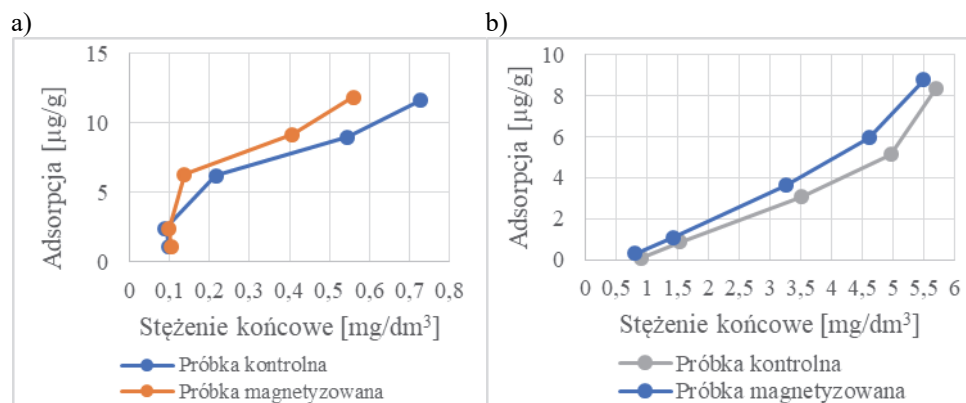 a)
15
10
5
0
Adsorpcja [µg/g]
0 0,1 0,2 0,3 0,4 0,5 0,6 0,7 0,8
Stężenie końcowe [mg/dm³]
Próbka kontrolna
Próbka magnetyzowana
b)
10
8
6
4
2
0
Adsorpcja [µg/g]
0 0,5 1 1,5 2 2,5 3 3,5 4 4,5 5 5,5 6
Stężenie końcowe [mg/dm³]
Próbka kontrolna
Próbka magnetyzowana